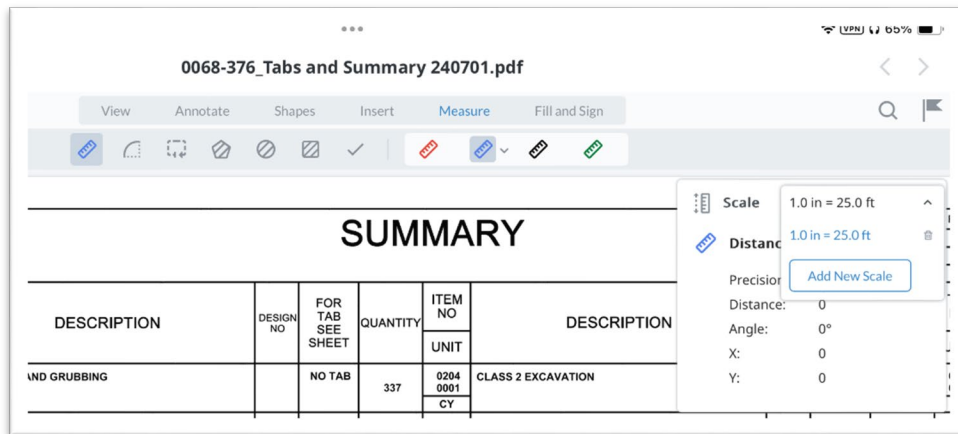 VPN 65%
0068-376_Tabs and Summary 240701.pdf
View Annotate Shapes Insert Measure Fill and Sign
Scale 1.0 in = 25.0 ft
1.0 in = 25.0 ft
Add New Scale
Distance: 0
Angle: 0°
X: 0
Y: 0
SUMMARY
DESCRIPTION
DESIGN
NO
FOR
TAB
SEE
SHEET
QUANTITY
ITEM
NO
UNIT
DESCRIPTION
AND GRUBBING
NO TAB
337
0204
0001
CY
CLASS 2 EXCAVATION